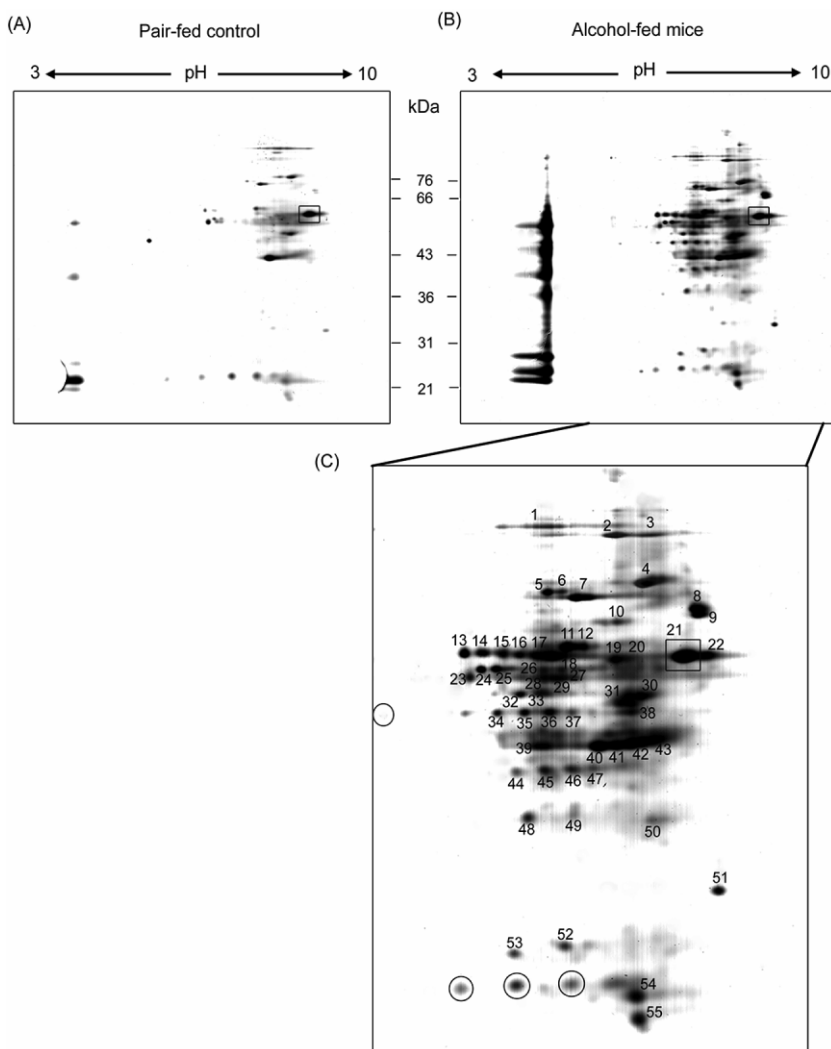 (A)
Pair-fed control
(B)
Alcohol-fed mice
3 pH 10
3 pH 10
kDa
76
66
43
36
31
21
(C)
1
2 3
4
5 6 7
8
9
10
11 12
13 14 15 16 17
19 20
21
22
23 24 25 26 18 27
28 29
30
31
32 33
34 35 36 37 38
39 40 41 42 43
44 45 46 47
48 49 50
51
52
53
54
55